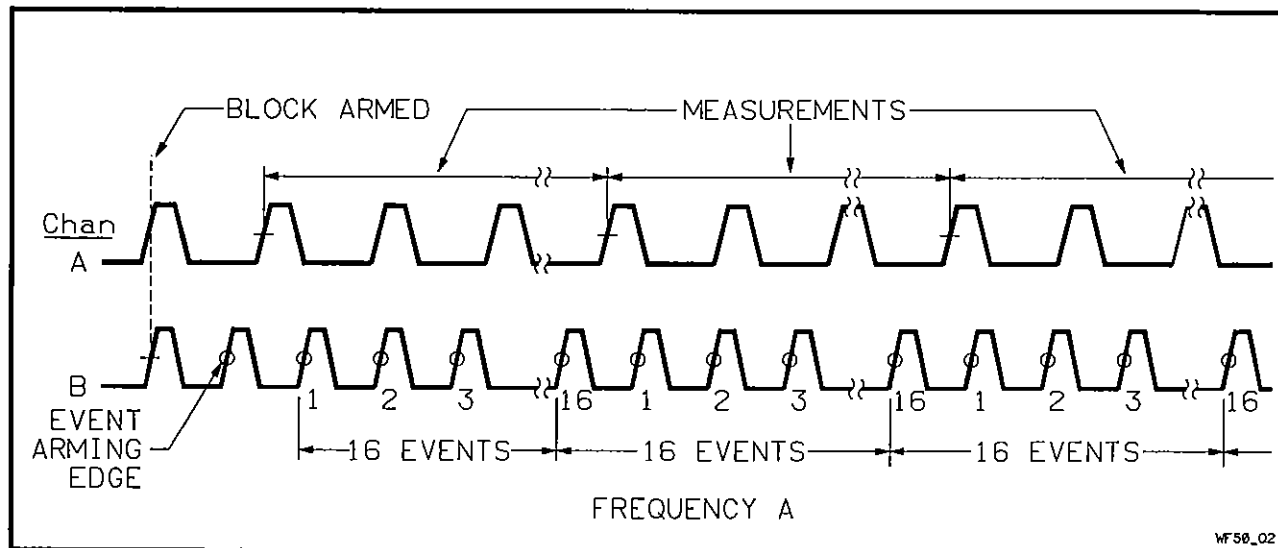 BLOCK ARMED
MEASUREMENTS
Chan
A
B
1 2 3 16 1 2 3 16 1 2 3 16
EVENT
ARMING
EDGE
16 EVENTS 16 EVENTS 16 EVENTS
FREQUENCY A
WF50_02